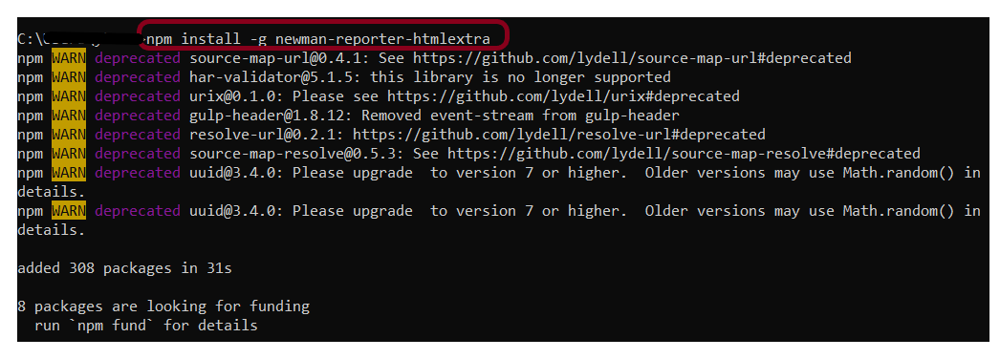 C:\ npm install -g newman-reporter-htmlextra
npm WARN deprecated source-map-url@0.4.1: See https://github.com/lydell/source-map-url#deprecated
npm WARN deprecated har-validator@5.1.5: this library is no longer supported
npm WARN deprecated urix@0.1.0: Please see https://github.com/lydell/urix#deprecated
npm WARN deprecated gulp-header@1.8.12: Removed event-stream from gulp-header
npm WARN deprecated resolve-url@0.2.1: https://github.com/lydell/resolve-url#deprecated
npm WARN deprecated source-map-resolve@0.5.3: See https://github.com/lydell/source-map-resolve#deprecated
npm WARN deprecated uuid@3.4.0: Please upgrade  to version 7 or higher.  Older versions may use Math.random() in
details.
npm WARN deprecated uuid@3.4.0: Please upgrade  to version 7 or higher.  Older versions may use Math.random() in
details.
added 308 packages in 31s
8 packages are looking for funding
run `npm fund` for details